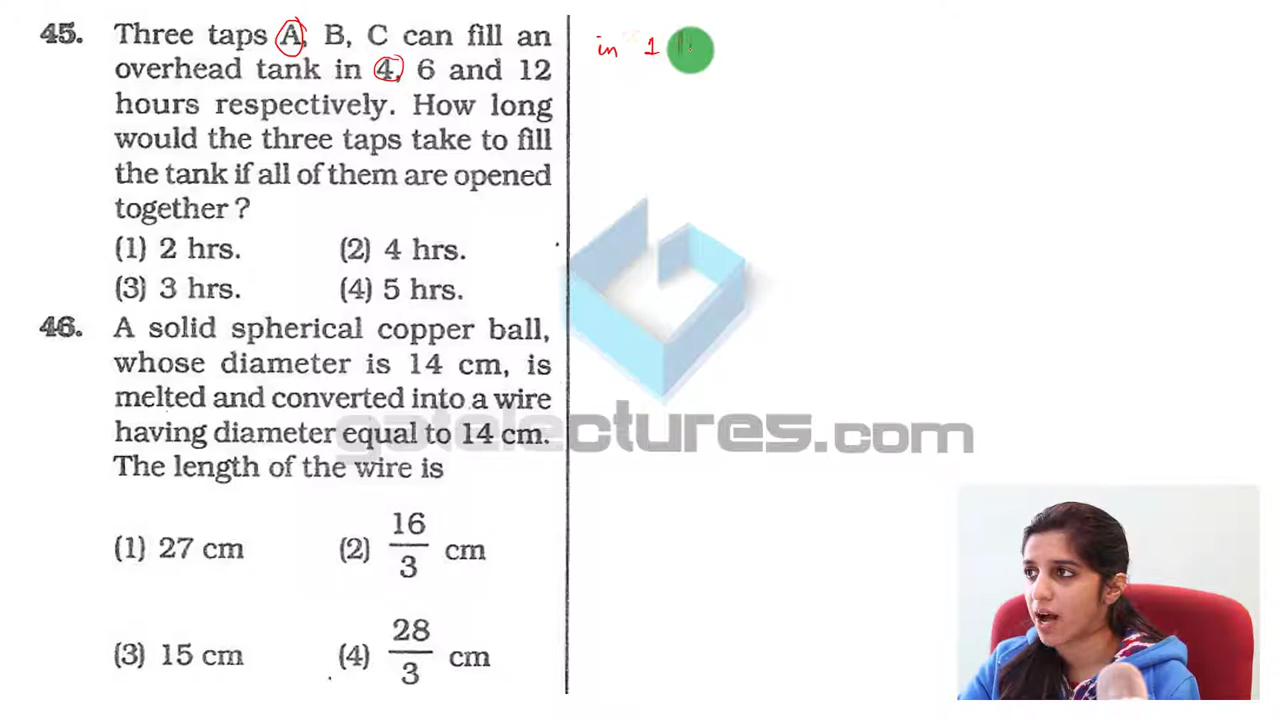 45. Three taps A, B, C can fill an
overhead tank in 4, 6 and 12
hours respectively. How long
would the three taps take to fill
the tank if all of them are opened
together ?
(1) 2 hrs. (2) 4 hrs.
(3) 3 hrs. (4) 5 hrs.
46. A solid spherical copper ball,
whose diameter is 14 cm, is
melted and converted into a wire
having diameter equal to 14 cm.
The length of the wire is
(1) 27 cm (2) 16/3 cm
(3) 15 cm (4) 28/3 cm
in 1
gatelectures.com